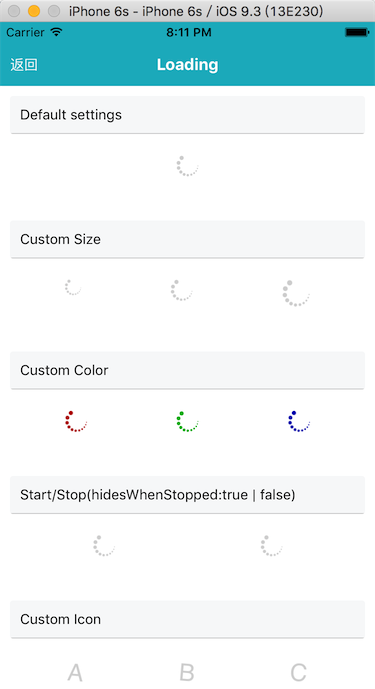 iPhone 6s - iPhone 6s / iOS 9.3 (13E230)
Carrier 8:11 PM
返回 Loading
Default settings
Custom Size
Custom Color
Start/Stop(hidesWhenStopped:true | false)
Custom Icon
A B C